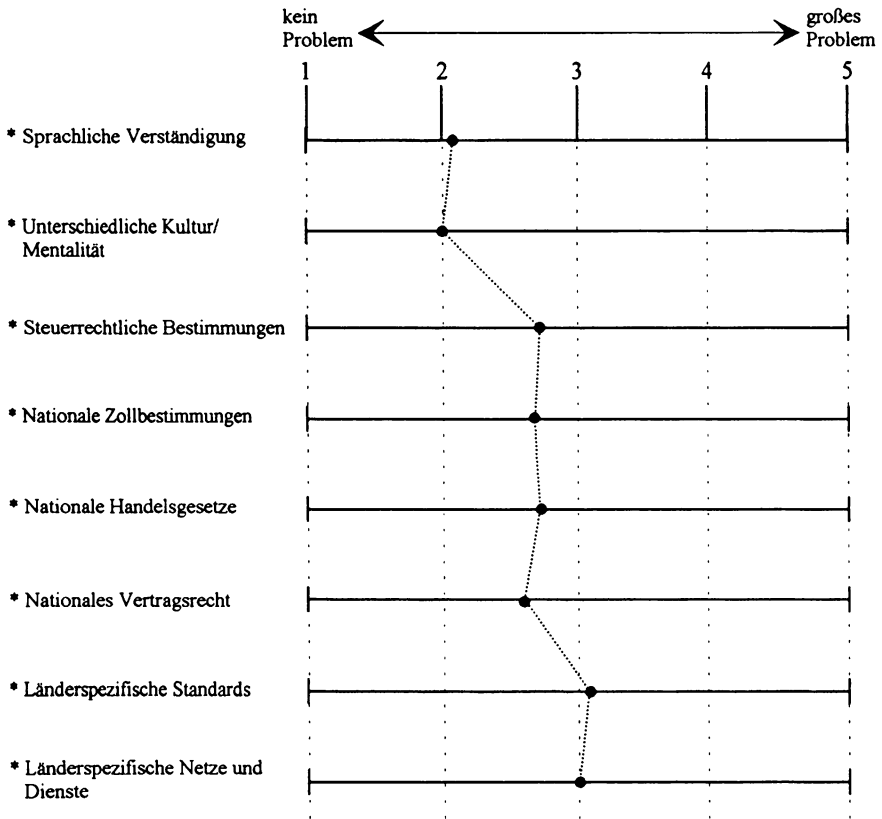 kein großes
Problem Problem
1 2 3 4 5
* Sprachliche Verständigung
* Unterschiedliche Kultur/
Mentalität
* Steuerrechtliche Bestimmungen
* Nationale Zollbestimmungen
* Nationale Handelsgesetze
* Nationales Vertragsrecht
* Länderspezifische Standards
* Länderspezifische Netze und
Dienste